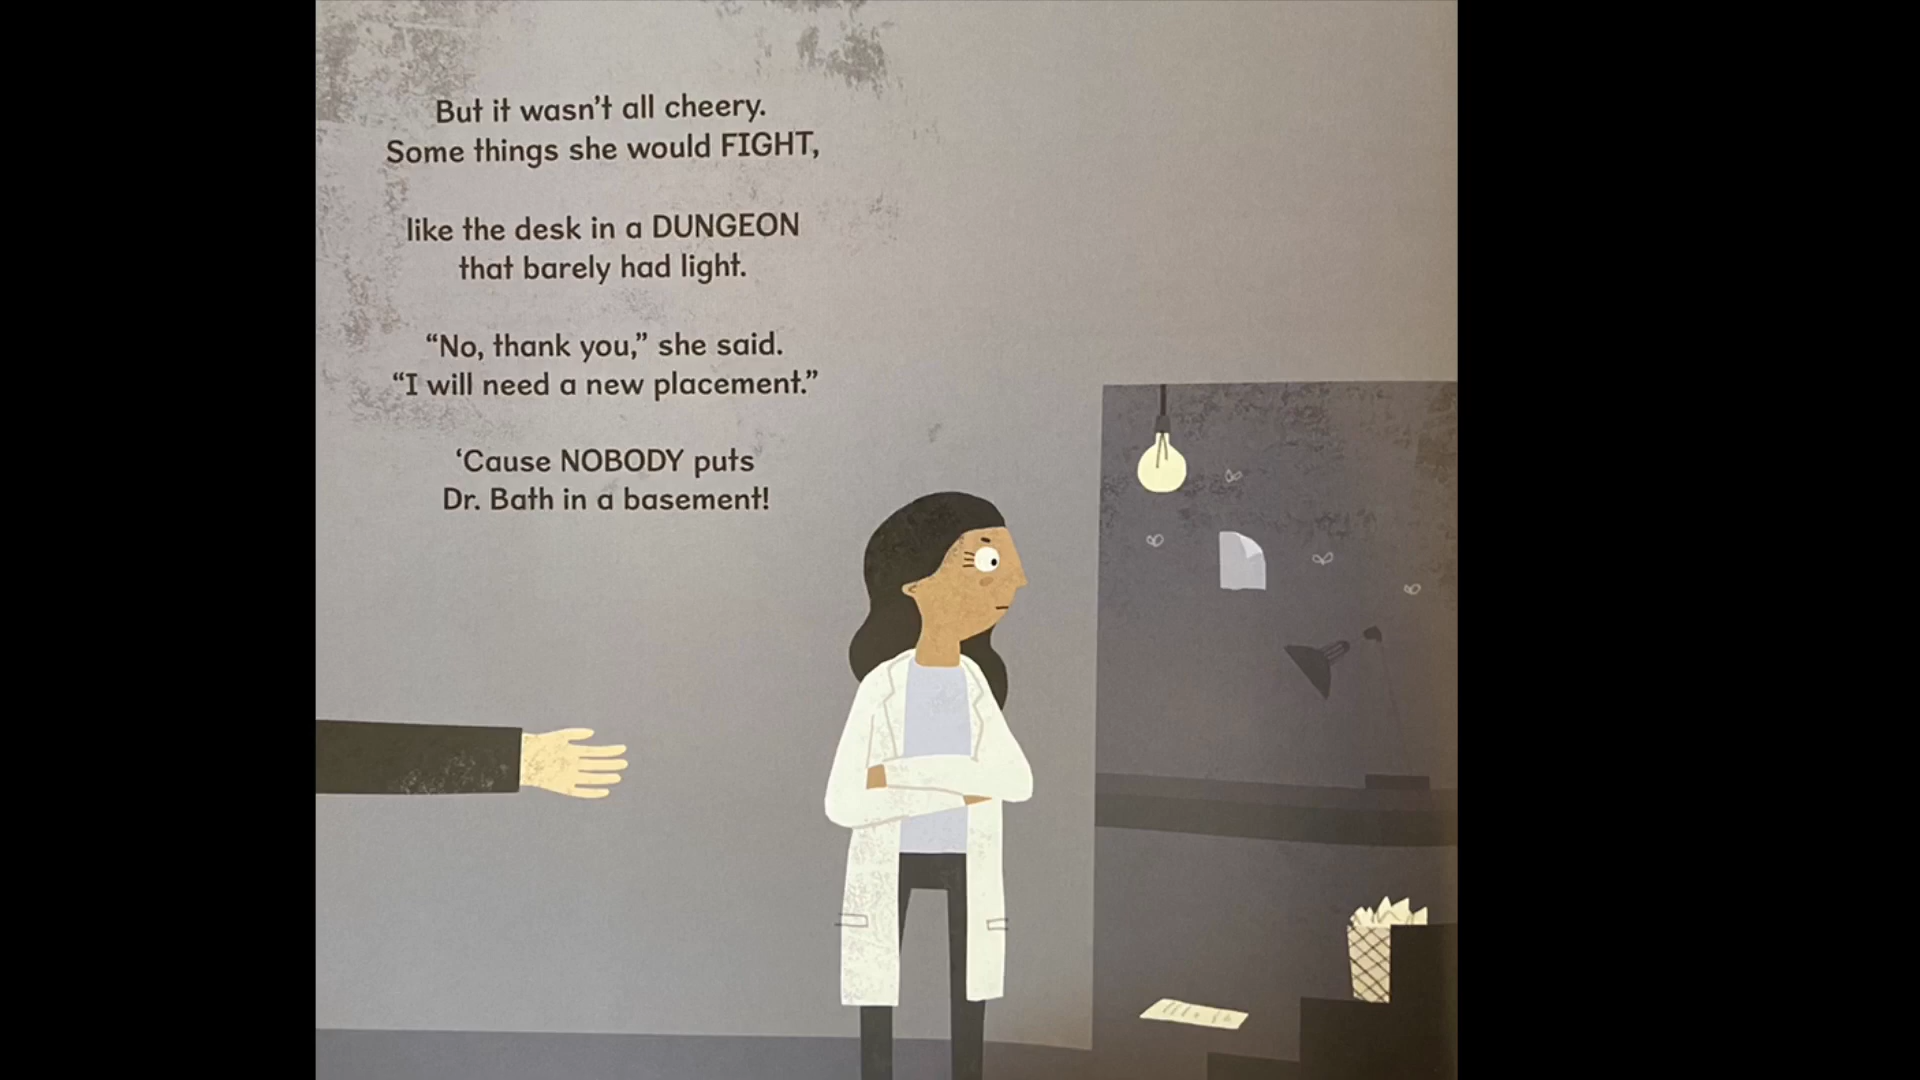 But it wasn't all cheery.
Some things she would FIGHT,
like the desk in a DUNGEON
that barely had light.
“No, thank you,” she said.
“I will need a new placement.”
‘Cause NOBODY puts
Dr. Bath in a basement!